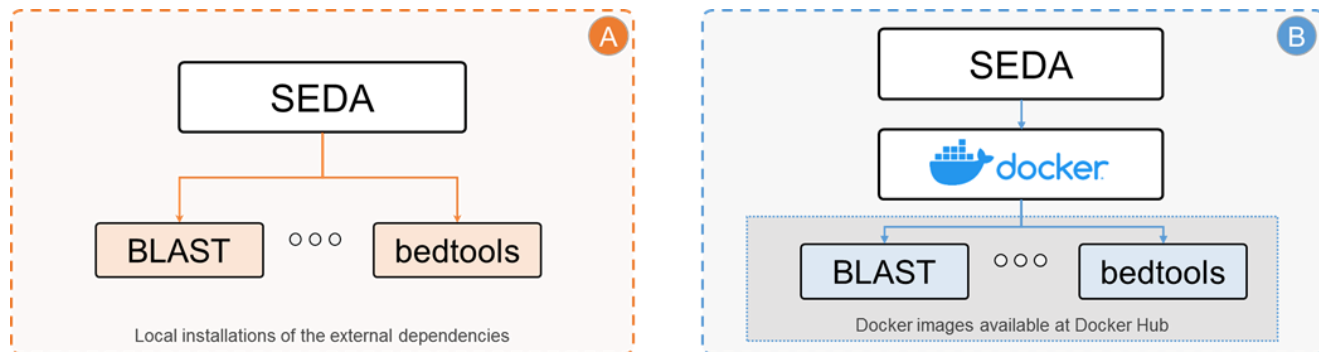 A
SEDA
BLAST
bedtools
Local installations of the external dependencies
B
SEDA
docker
BLAST
bedtools
Docker images available at Docker Hub